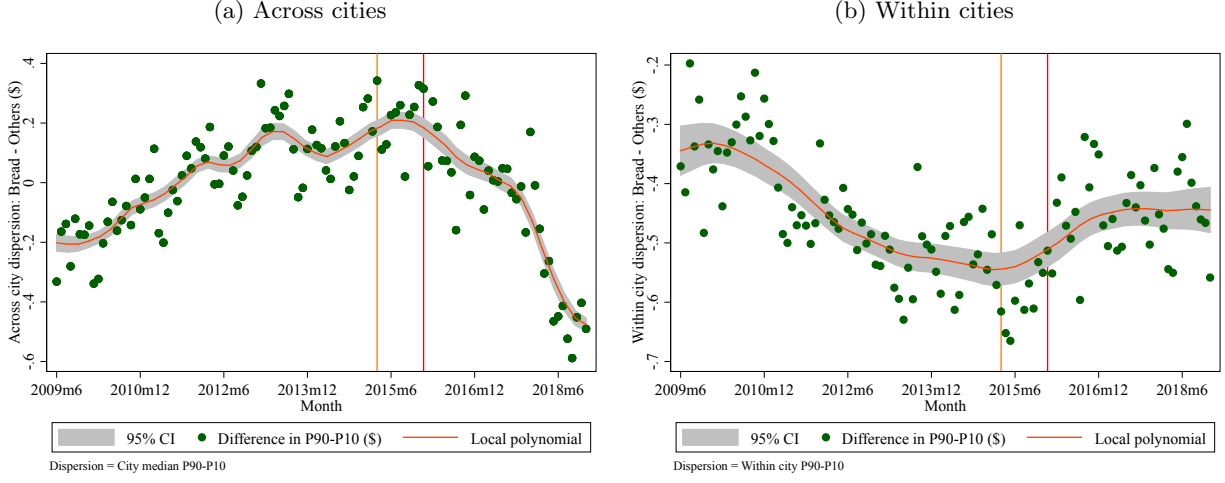 (a) Across cities
Across city dispersion: Bread - Others ($)
.4
.2
0
-.2
-.4
-.6
2009m6 2010m12 2012m6 2013m12 2015m6 2016m12 2018m6
Month
95% CI Difference in P90-P10 ($) Local polynomial
Dispersion = City median P90-P10
(b) Within cities
Within city dispersion: Bread - Others ($)
-.2
-.3
-.4
-.5
-.6
-.7
2009m6 2010m12 2012m6 2013m12 2015m6 2016m12 2018m6
Month
95% CI Difference in P90-P10 ($) Local polynomial
Dispersion = Within city P90-P10